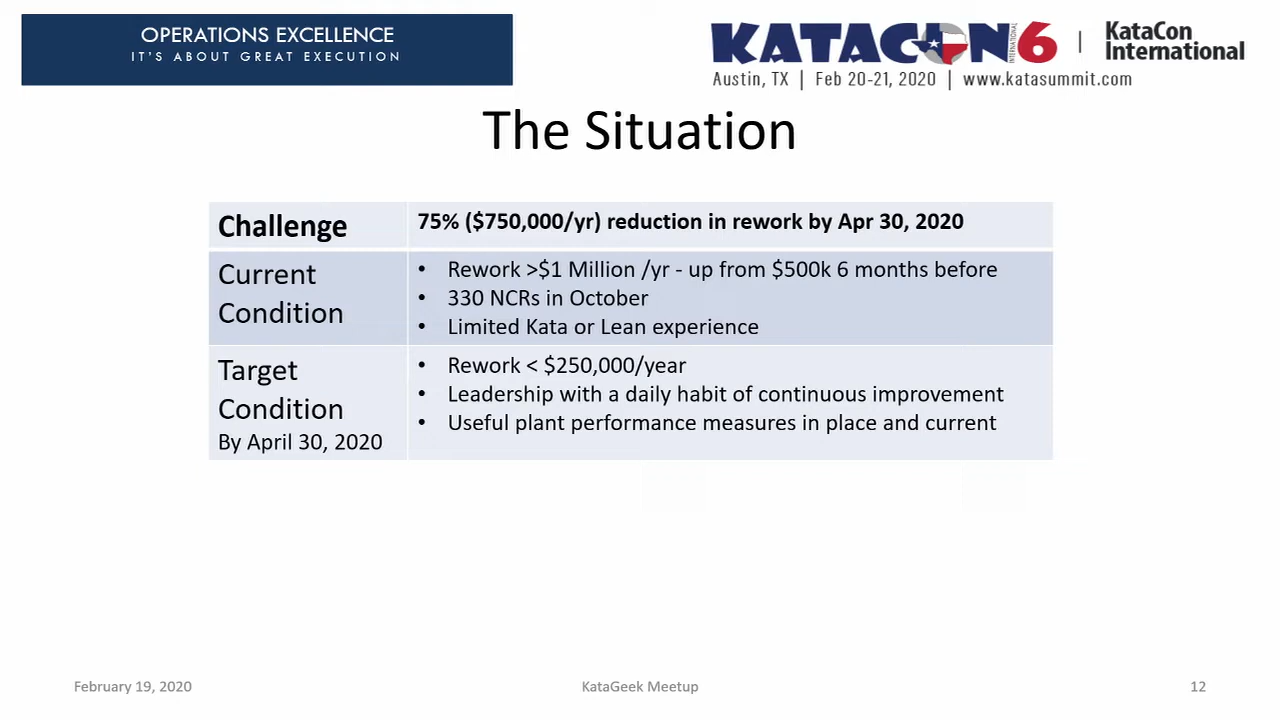 OPERATIONS EXCELLENCE
IT'S ABOUT GREAT EXECUTION
KATACON 6 INTERNATIONAL | KataCon International
Austin, TX | Feb 20-21, 2020 | www.katasummit.com
The Situation
Challenge
75% ($750,000/yr) reduction in rework by Apr 30, 2020
Current
Condition
• Rework >$1 Million /yr - up from $500k 6 months before
• 330 NCRs in October
• Limited Kata or Lean experience
Target
Condition
By April 30, 2020
• Rework < $250,000/year
• Leadership with a daily habit of continuous improvement
• Useful plant performance measures in place and current
February 19, 2020
KataGeek Meetup
12